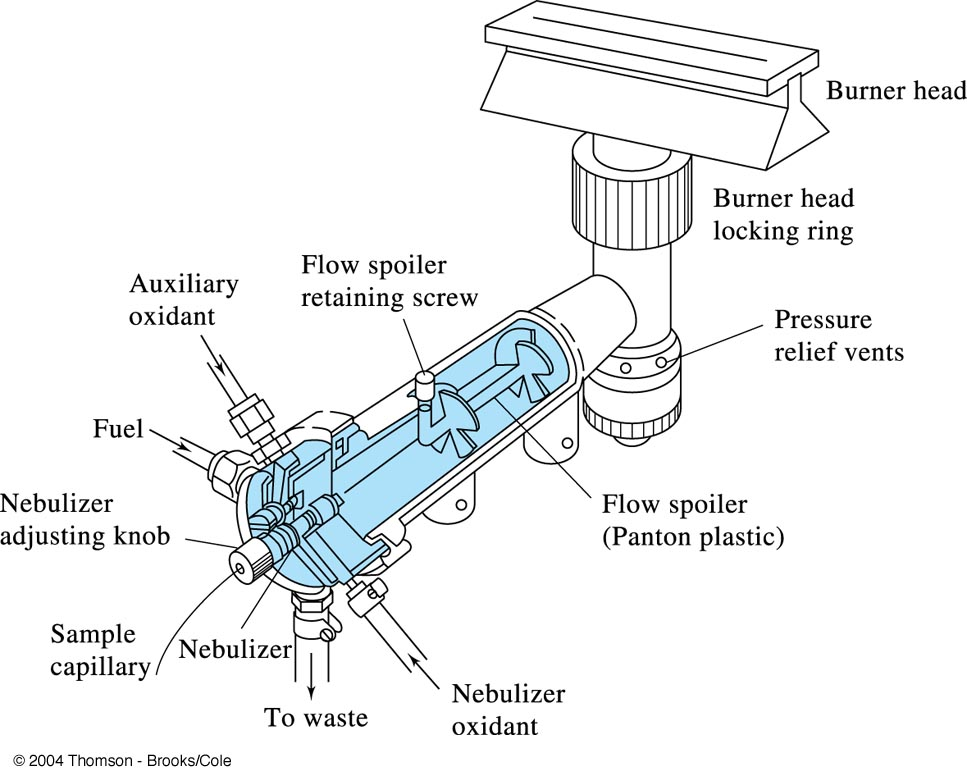 Burner head
Burner head
locking ring
Flow spoiler
retaining screw
Auxiliary
oxidant
Pressure
relief vents
Fuel
Nebulizer
adjusting knob
Flow spoiler
(Panton plastic)
Sample
capillary
Nebulizer
Nebulizer
oxidant
To waste
© 2004 Thomson - Brooks/Cole